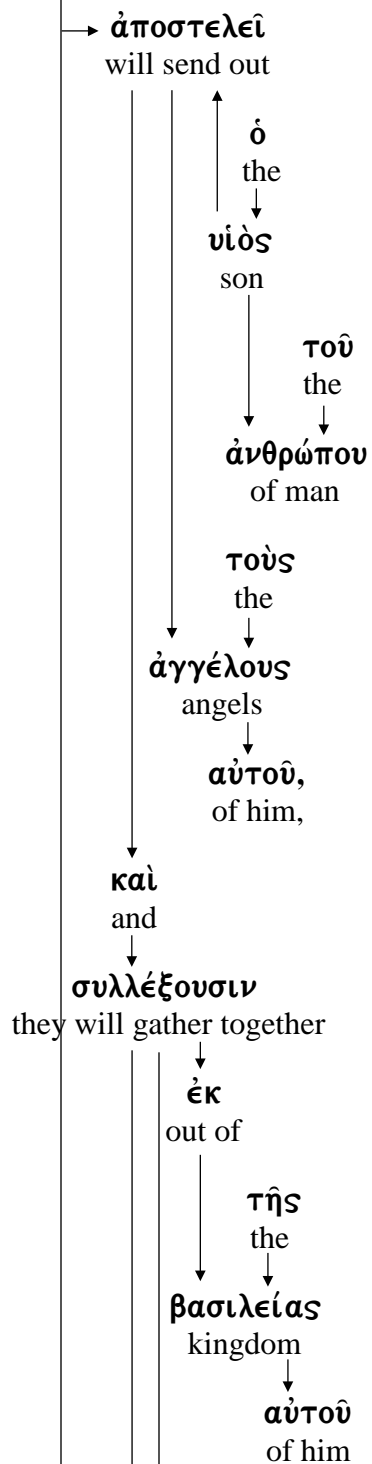 ἀποστελεῖ
will send out
ὁ
the
υἱὸς
son
τοῦ
the
ἀνθρώπου
of man
τοὺς
the
ἀγγέλους
angels
αὐτοῦ,
of him,
καὶ
and
συλλέξουσιν
they will gather together
ἐκ
out of
τῆς
the
βασιλείας
kingdom
αὐτοῦ
of him